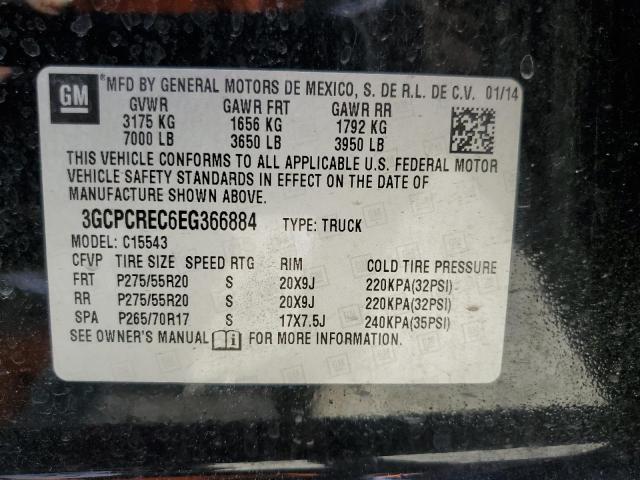 GM
®MFD BY GENERAL MOTORS DE MEXICO, S. DE R.L. DE C.V. 01/14
GVWR GAWR FRT GAWR RR
3175 KG 1656 KG 1792 KG
7000 LB 3650 LB 3950 LB
THIS VEHICLE CONFORMS TO ALL APPLICABLE U.S. FEDERAL MOTOR
VEHICLE SAFETY STANDARDS IN EFFECT ON THE DATE OF
MANUFACTURE SHOWN ABOVE.
3GCPCREC6EG366884 TYPE: TRUCK
MODEL: C15543
CFVP TIRE SIZE SPEED RTG RIM COLD TIRE PRESSURE
FRT P275/55R20 S 20X9J 220KPA(32PSI)
RR P275/55R20 S 20X9J 220KPA(32PSI)
SPA P265/70R17 S 17X7.5J 240KPA(35PSI)
SEE OWNER'S MANUAL FOR MORE INFORMATION.